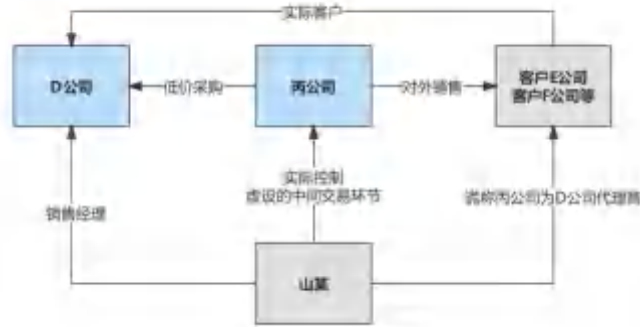 实际客户
D公司
低价采购
丙公司
对外销售
客户E公司
客户F公司等
销售经理
实际控制
虚设的中间交易环节
谎称丙公司为D公司代理商
山某